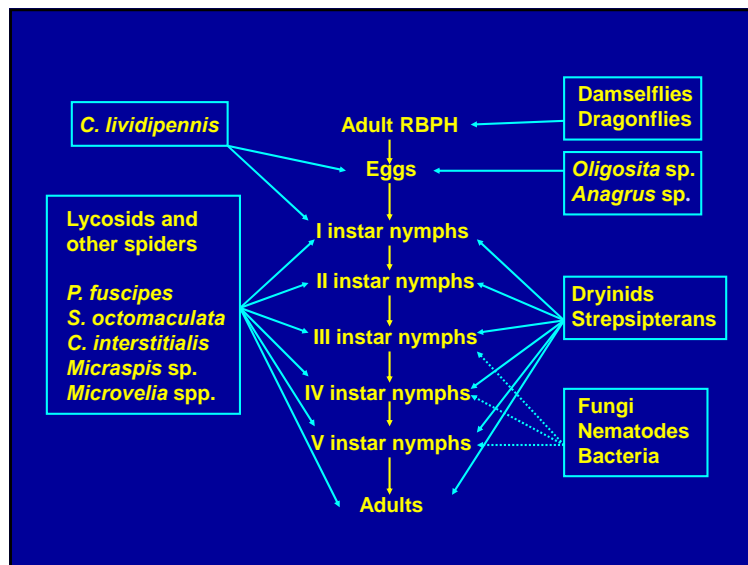 C. lividipennis
Adult RBPH
Damselflies
Dragonflies
Eggs
Oligosita sp.
Anagrus sp.
Lycosids and
other spiders
P. fuscipes
S. octomaculata
C. interstitialis
Micraspis sp.
Microvelia spp.
I instar nymphs
II instar nymphs
III instar nymphs
IV instar nymphs
V instar nymphs
Adults
Dryinids
Strepsipterans
Fungi
Nematodes
Bacteria